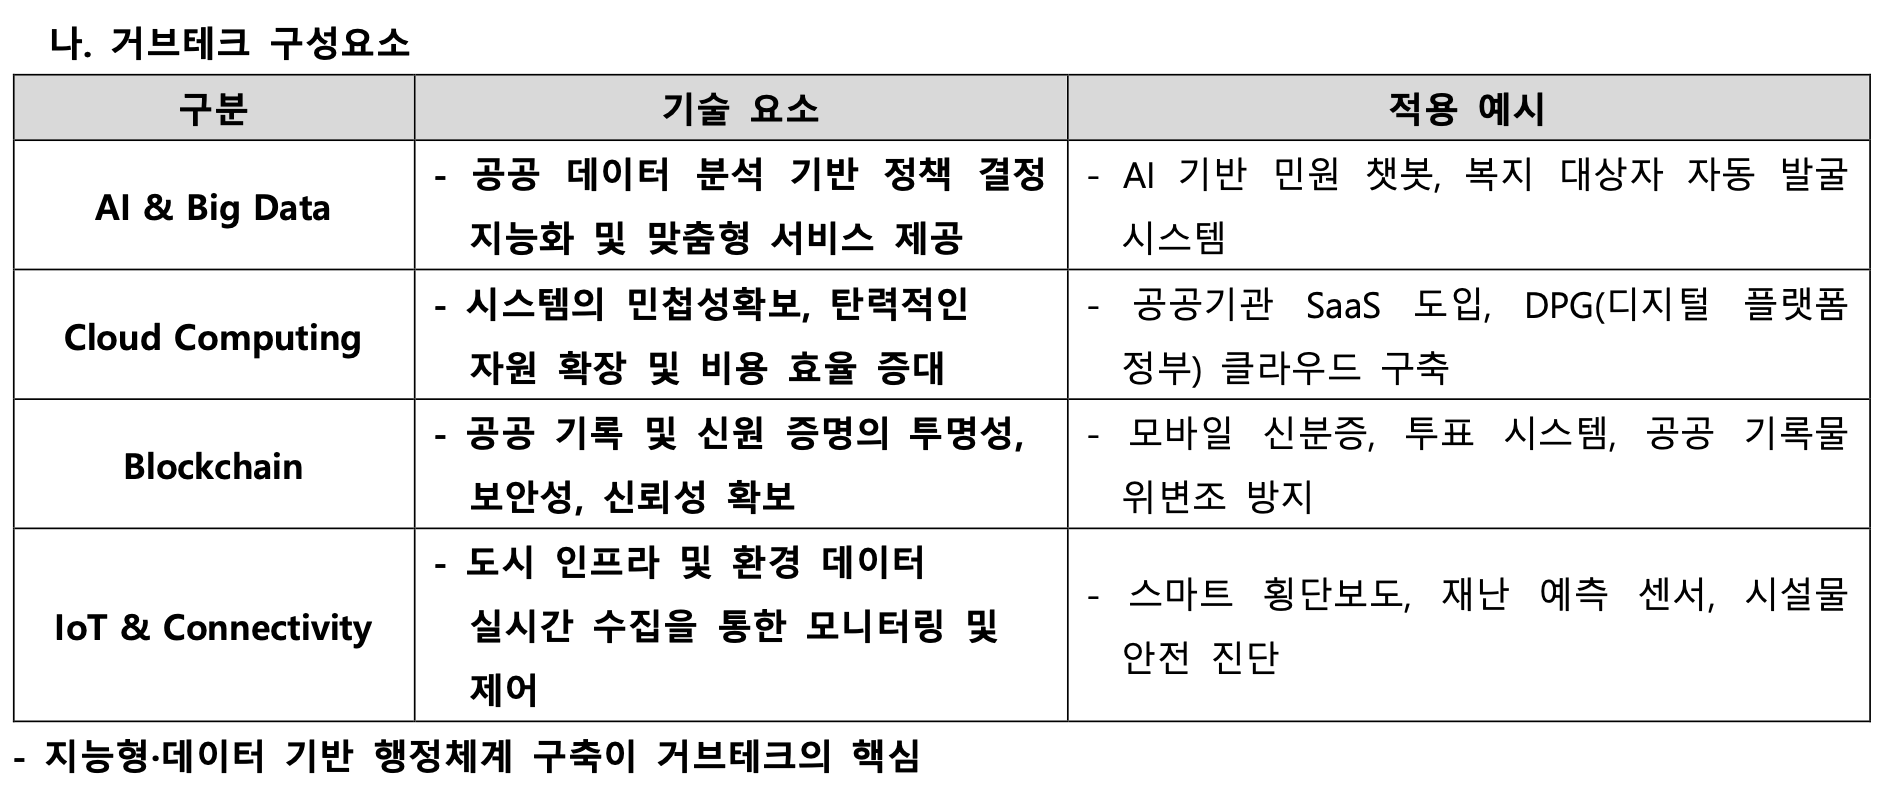 나. 거브테크 구성요소
구분 기술 요소 적용 예시
AI & Big Data
- 공공 데이터 분석 기반 정책 결정
지능화 및 맞춤형 서비스 제공
- AI 기반 민원 챗봇, 복지 대상자 자동 발굴
시스템
Cloud Computing
- 시스템의 민첩성확보, 탄력적인
자원 확장 및 비용 효율 증대
- 공공기관 SaaS 도입, DPG(디지털 플랫폼
정부) 클라우드 구축
Blockchain
- 공공 기록 및 신원 증명의 투명성,
보안성, 신뢰성 확보
- 모바일 신분증, 투표 시스템, 공공 기록물
위변조 방지
IoT & Connectivity
- 도시 인프라 및 환경 데이터
실시간 수집을 통한 모니터링 및
제어
- 스마트 횡단보도, 재난 예측 센서, 시설물
안전 진단
- 지능형·데이터 기반 행정체계 구축이 거브테크의 핵심